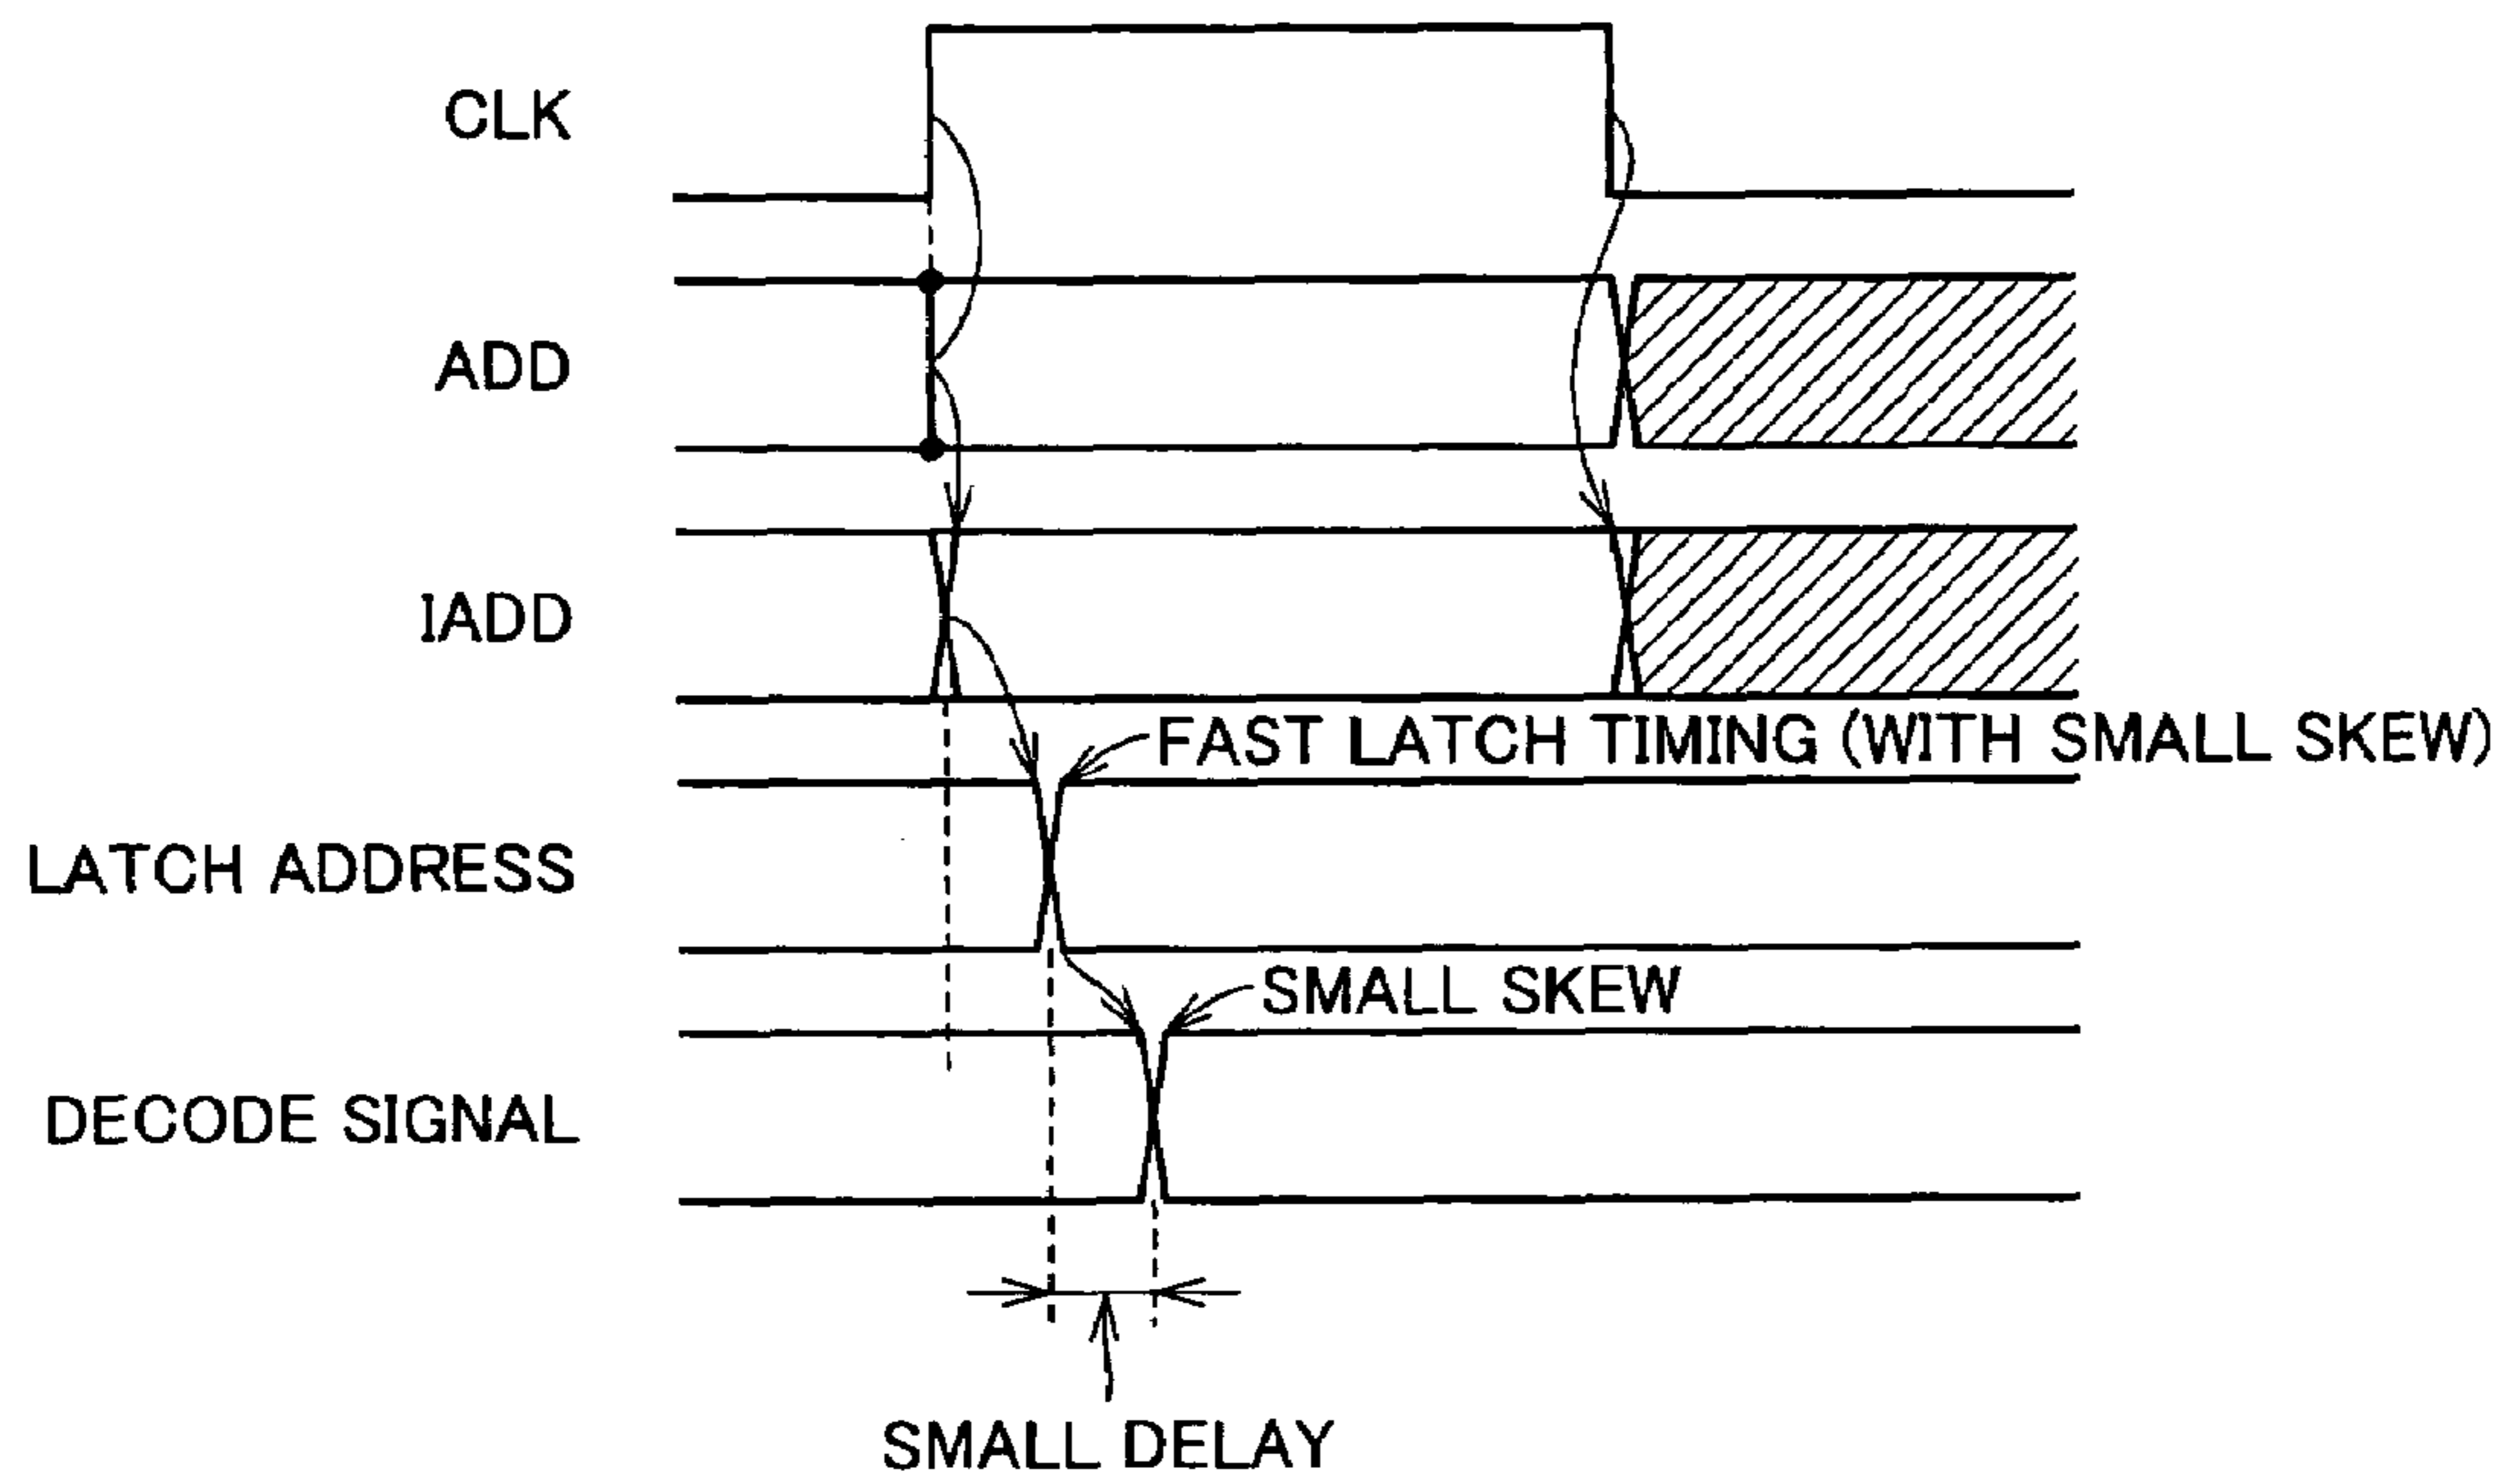 CLK
ADD
IADD
FAST LATCH TIMING (WITH SMALL SKEW)
LATCH ADDRESS
SMALL SKEW
DECODE SIGNAL
SMALL DELAY